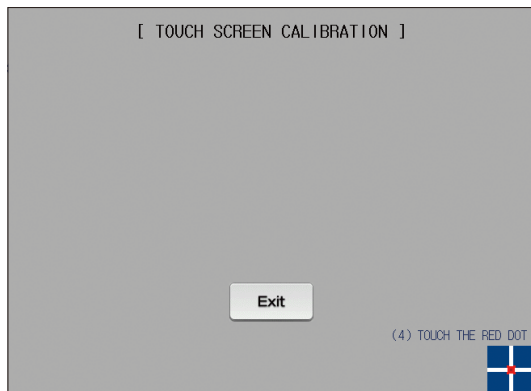 [ TOUCH SCREEN CALIBRATION ]
Exit
(4) TOUCH THE RED DOT